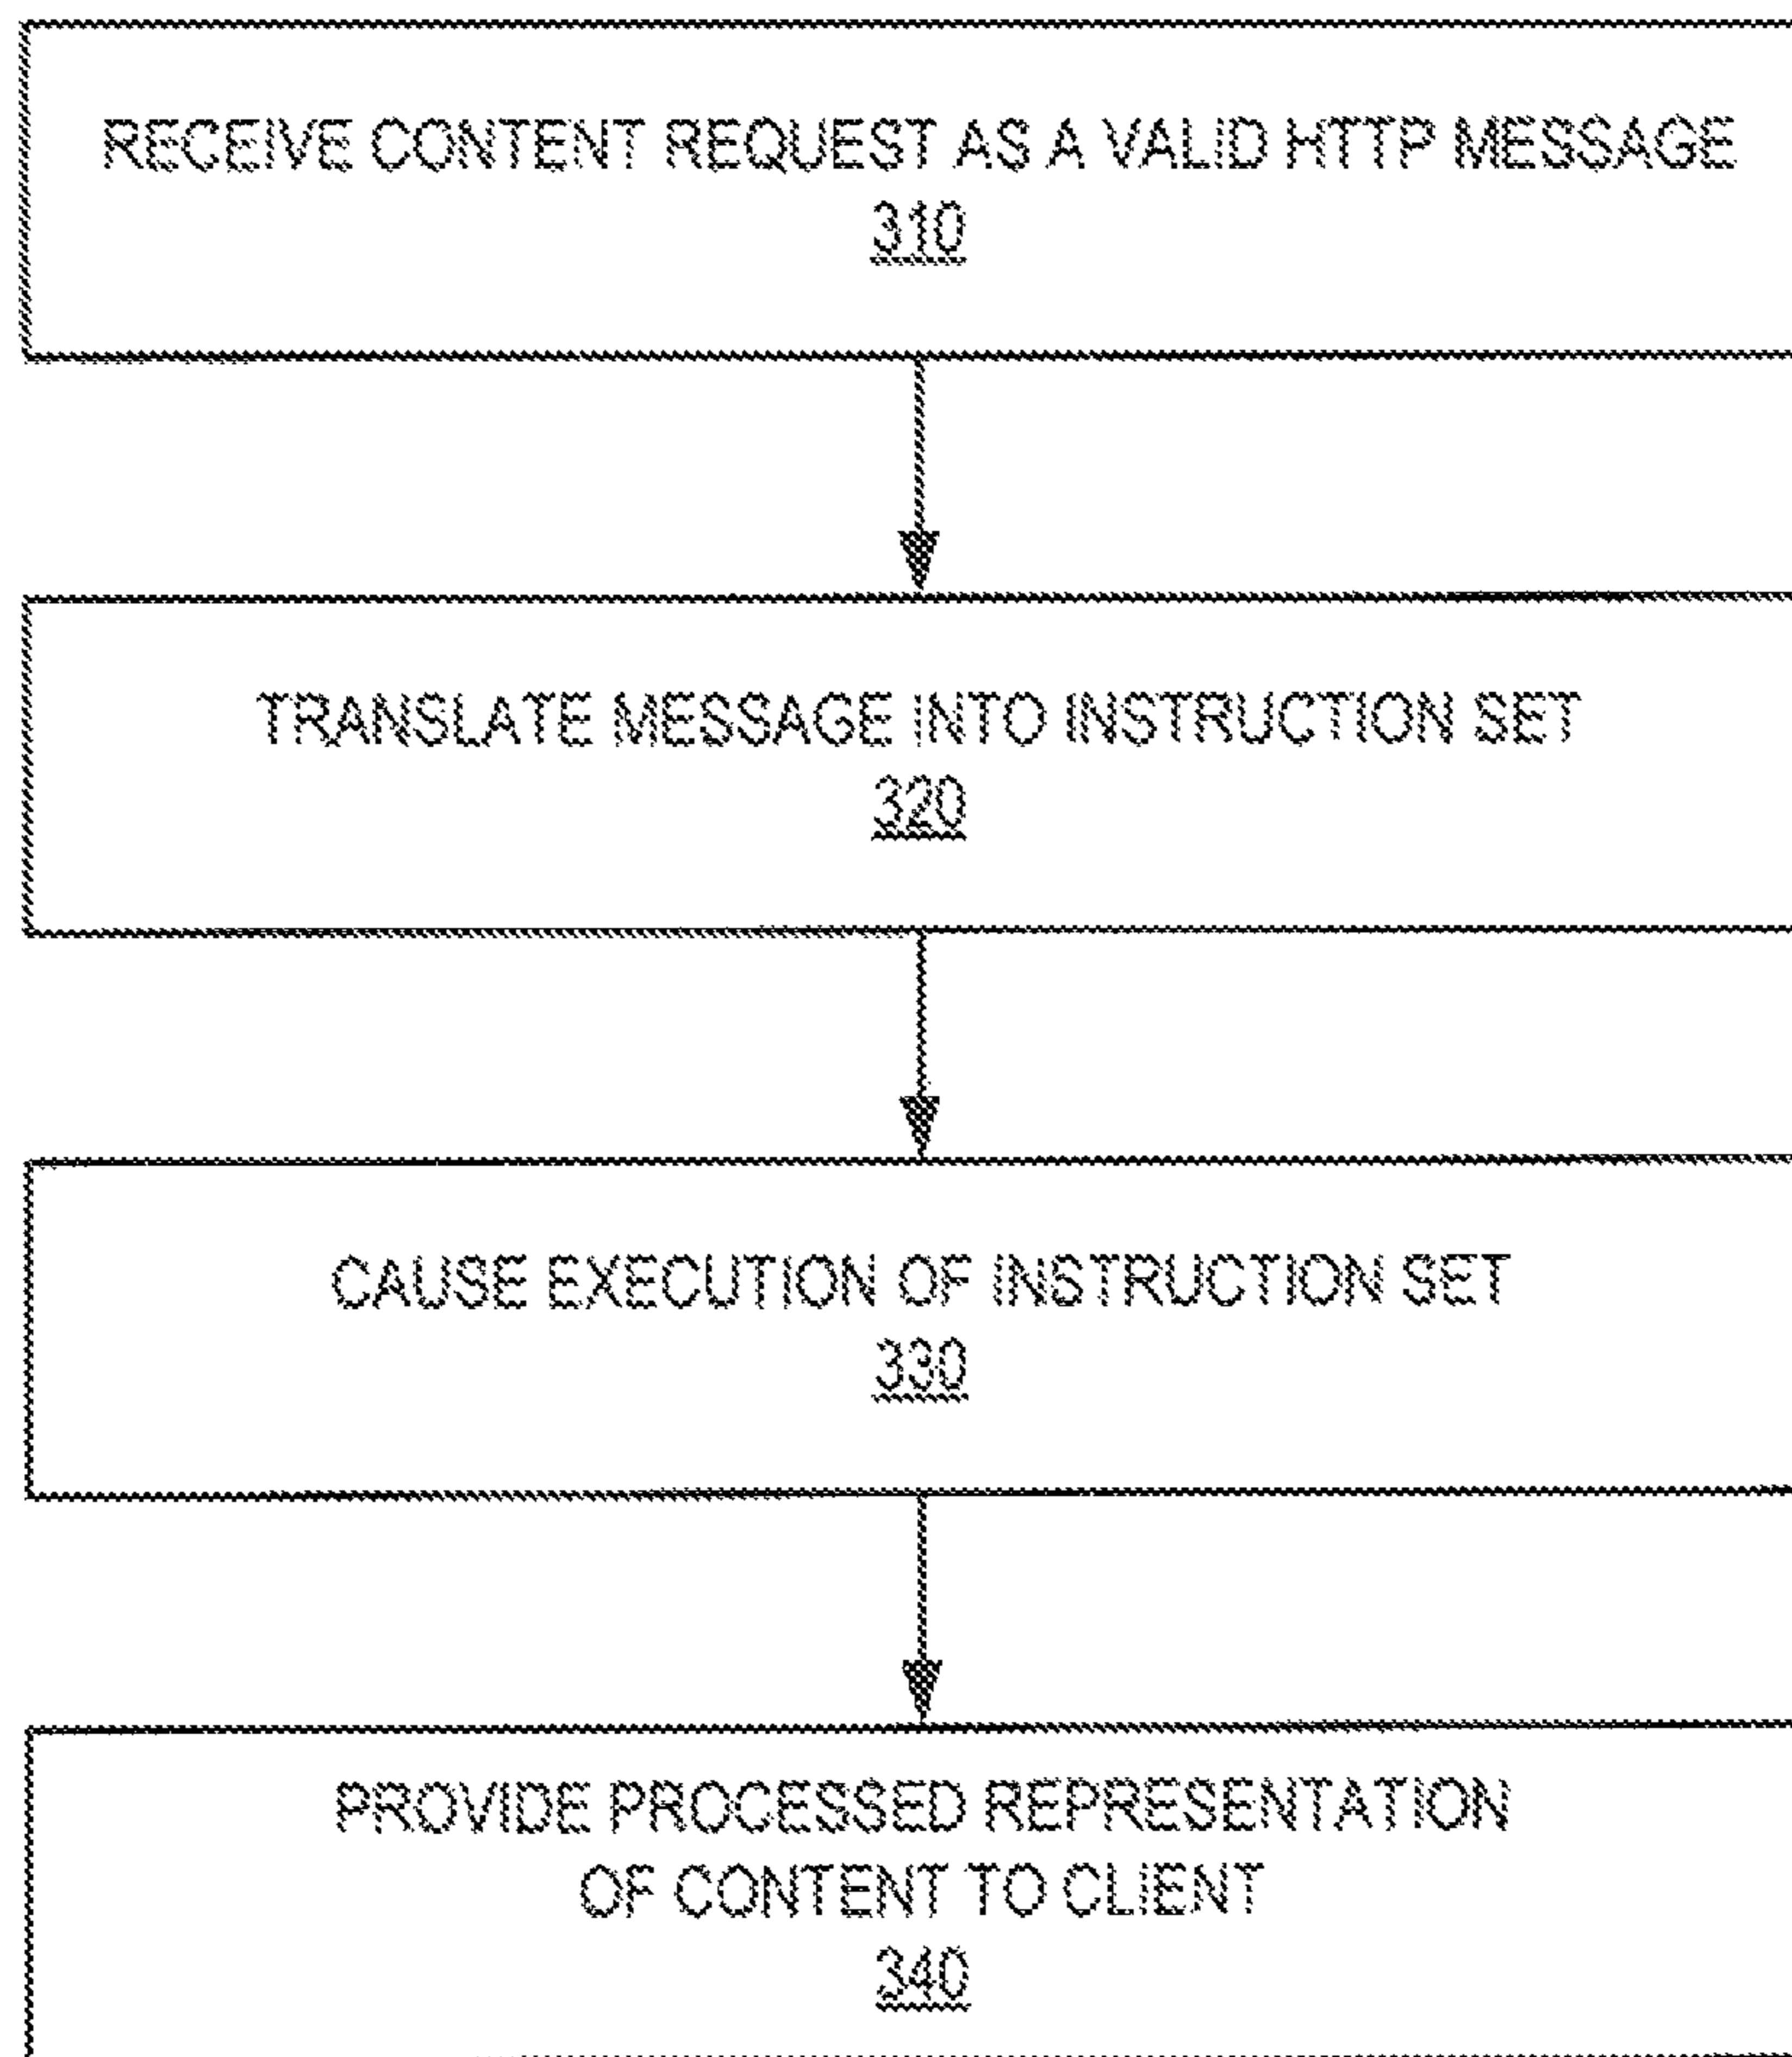 RECEIVE CONTENT REQUEST AS A VALID HTTP MESSAGE
310
TRANSLATE MESSAGE INTO INSTRUCTION SET
320
CAUSE EXECUTION OF INSTRUCTION SET
330
PROVIDE PROCESSED REPRESENTATION
OF CONTENT TO CLIENT
340